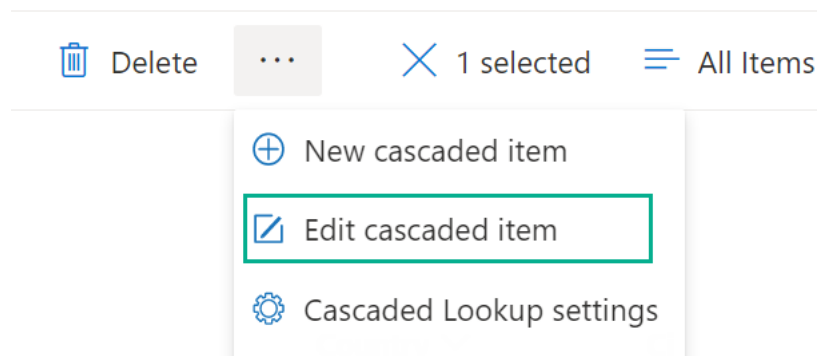 Delete ··· 1 selected All Items
New cascaded item
Edit cascaded item
Cascaded Lookup settings